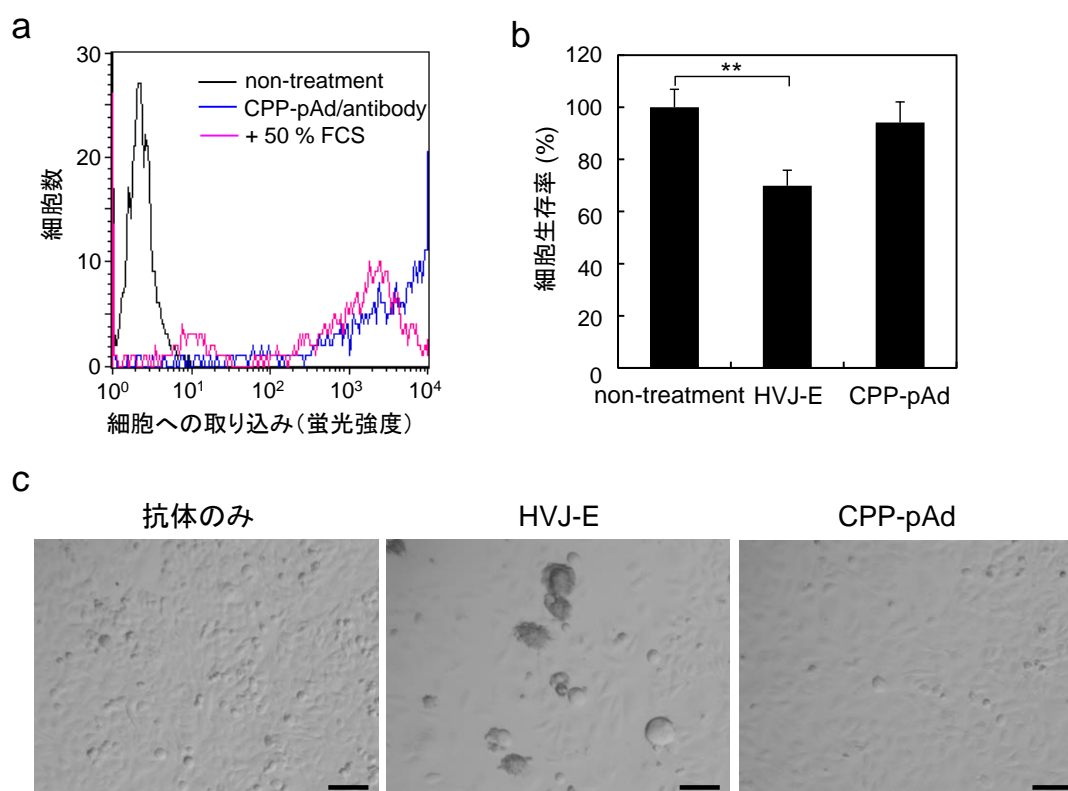 a
30
20
10
0
細胞数
non-treatment
CPP-pAd/antibody
+ 50 % FCS
10⁰ 10¹ 10² 10³ 10⁴
細胞への取り込み（蛍光強度）
b
120
100
80
60
40
20
0
細胞生存率 (%)
**
non-treatment HVJ-E CPP-pAd
c
抗体のみ HVJ-E CPP-pAd